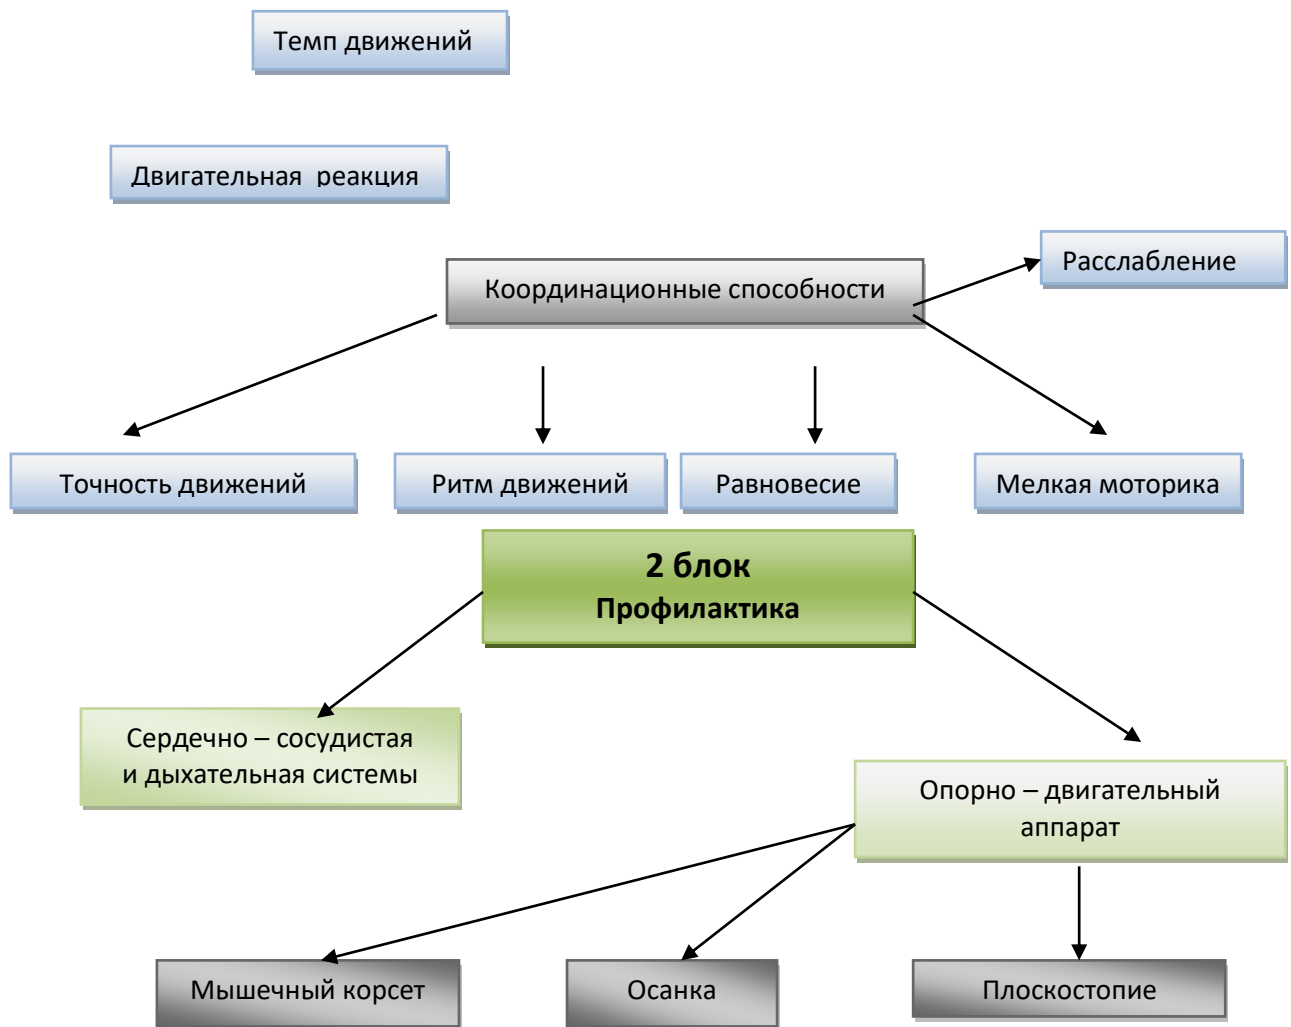 Темп движений
Двигательная реакция
Расслабление
Координационные способности
Точность движений
Ритм движений
Равновесие
Мелкая моторика
2 блок
Профилактика
Сердечно – сосудистая
и дыхательная системы
Опорно – двигательный
аппарат
Мышечный корсет
Осанка
Плоскостопие